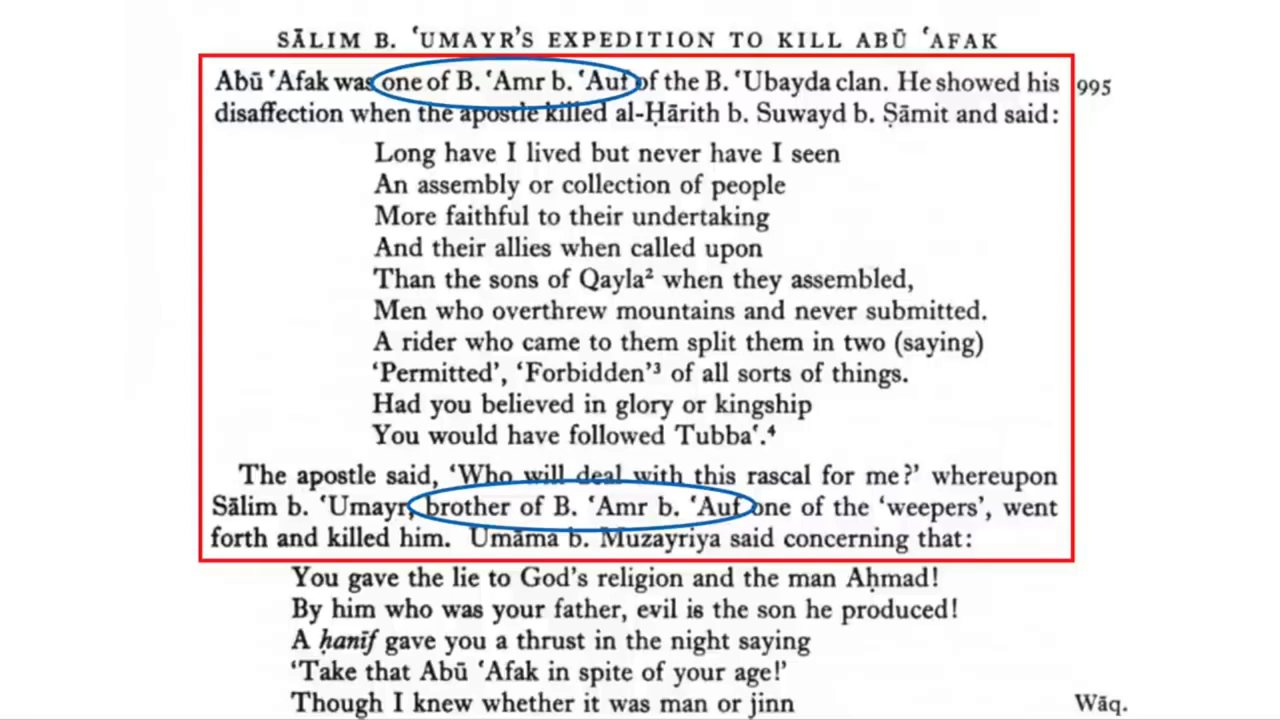 SĀLIM B. ʿUMAYR'S EXPEDITION TO KILL ABŪ ʿAFAK
Abū ʿAfak was one of B. ʿAmr b. ʿAuf of the B. ʿUbayda clan. He showed his 995
disaffection when the apostle killed al-Ḥārith b. Suwayd b. Ṣāmit and said:
Long have I lived but never have I seen
An assembly or collection of people
More faithful to their undertaking
And their allies when called upon
Than the sons of Qayla² when they assembled,
Men who overthrew mountains and never submitted.
A rider who came to them split them in two (saying)
‘Permitted’, ‘Forbidden’³ of all sorts of things.
Had you believed in glory or kingship
You would have followed Tubbaʿ.⁴
The apostle said, ‘Who will deal with this rascal for me?’ whereupon
Sālim b. ʿUmayr, brother of B. ʿAmr b. ʿAuf one of the ‘weepers’, went
forth and killed him. Umāma b. Muzayriya said concerning that:
You gave the lie to God's religion and the man Aḥmad!
By him who was your father, evil is the son he produced!
A ḥanīf gave you a thrust in the night saying
‘Take that Abū ʿAfak in spite of your age!’
Though I knew whether it was man or jinn Wāq.